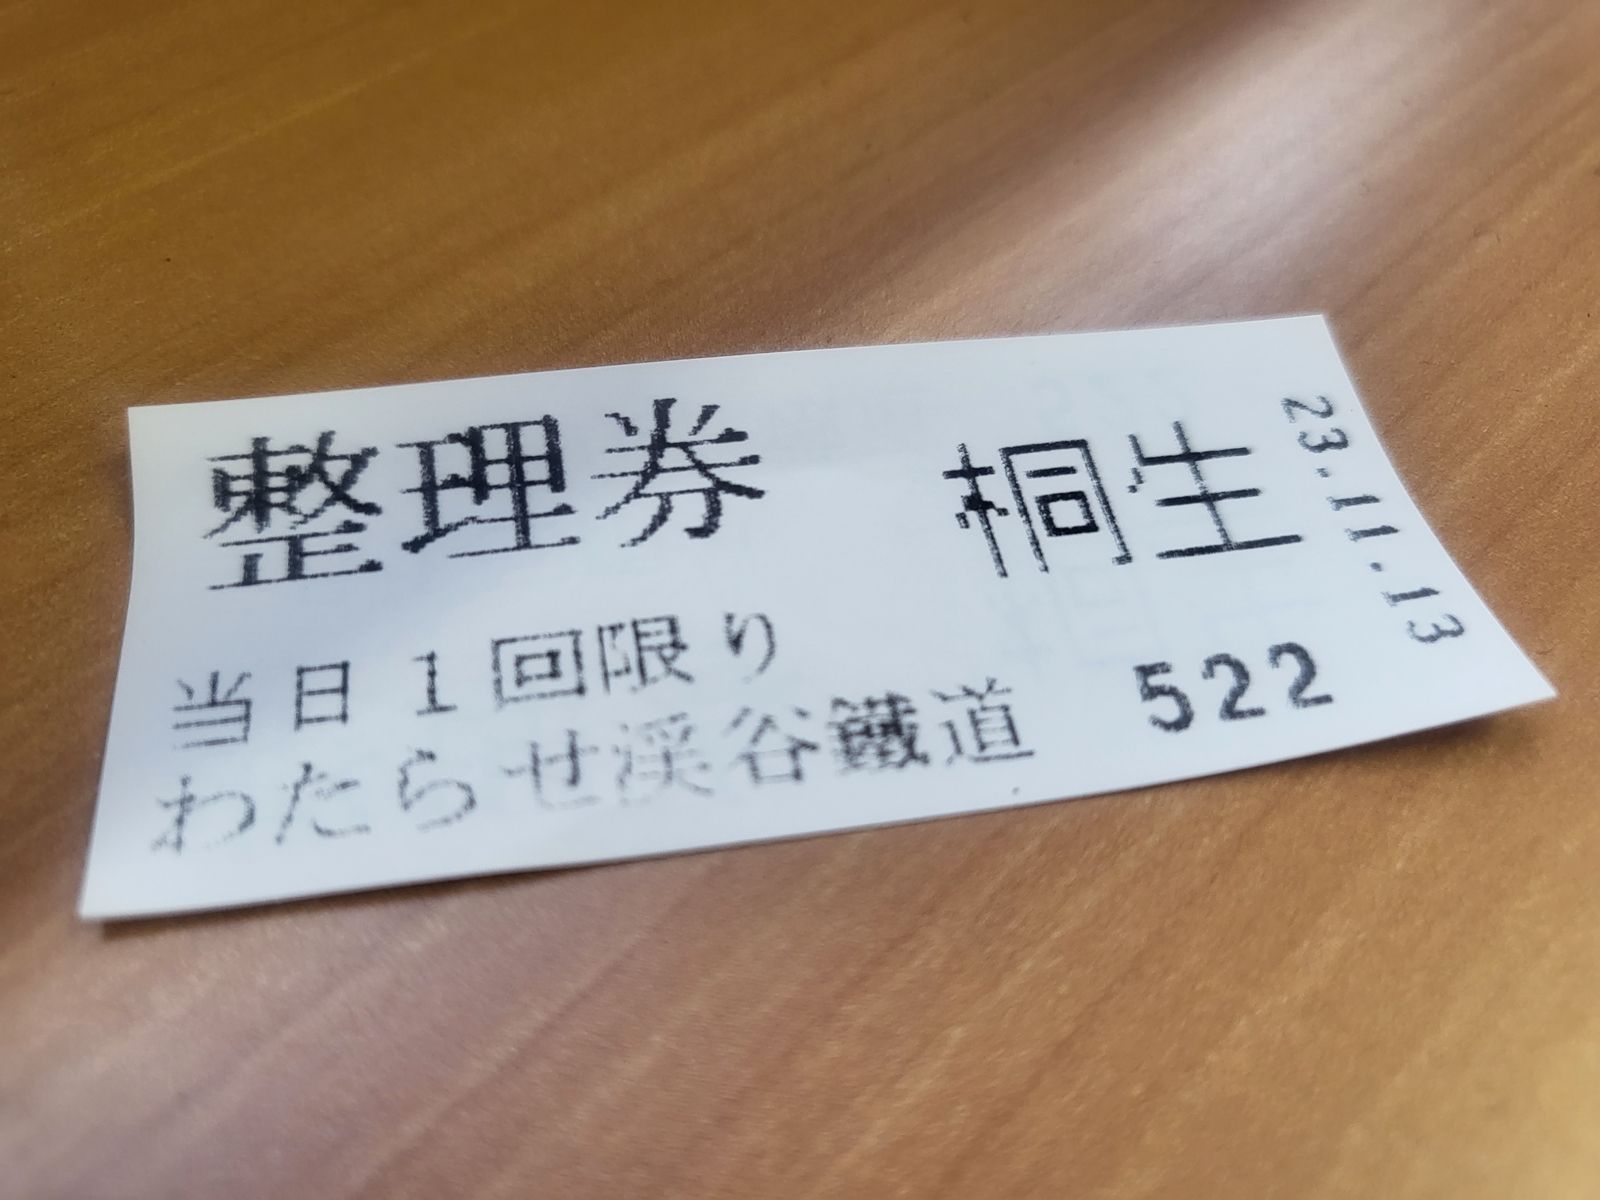 整理券 桐生
23.11.13
当日1回限り
522
わたらせ渓谷鐵道